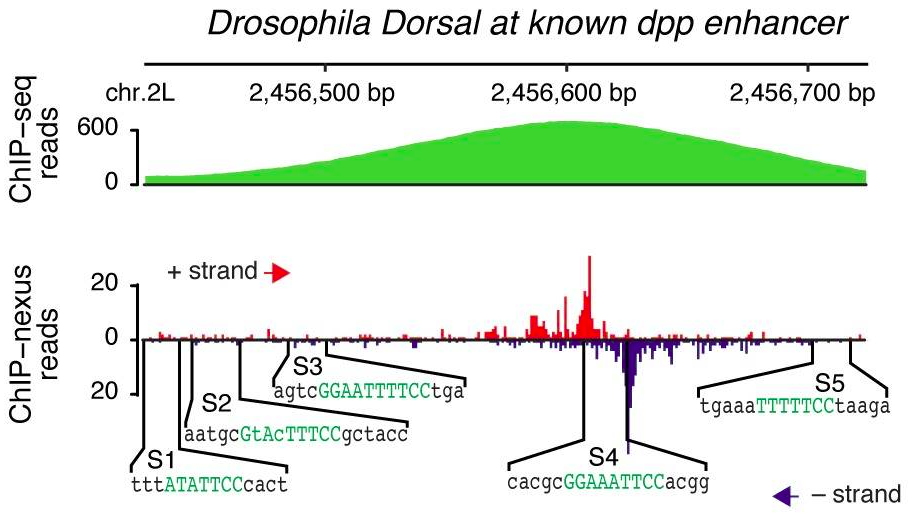 Drosophila Dorsal at known dpp enhancer
chr.2L 2,456,500 bp 2,456,600 bp 2,456,700 bp
ChIP–seq reads
600
0
ChIP–nexus reads
+ strand
20
0
20
S3
agtcGGAATTTTCCtga
S2
aatgcGtAcTTTCCgctacc
S1
tttATATTCCcact
S4
cacgcGGAAATTCCacgg
S5
tgaaaTTTTTCCtaaga
– strand